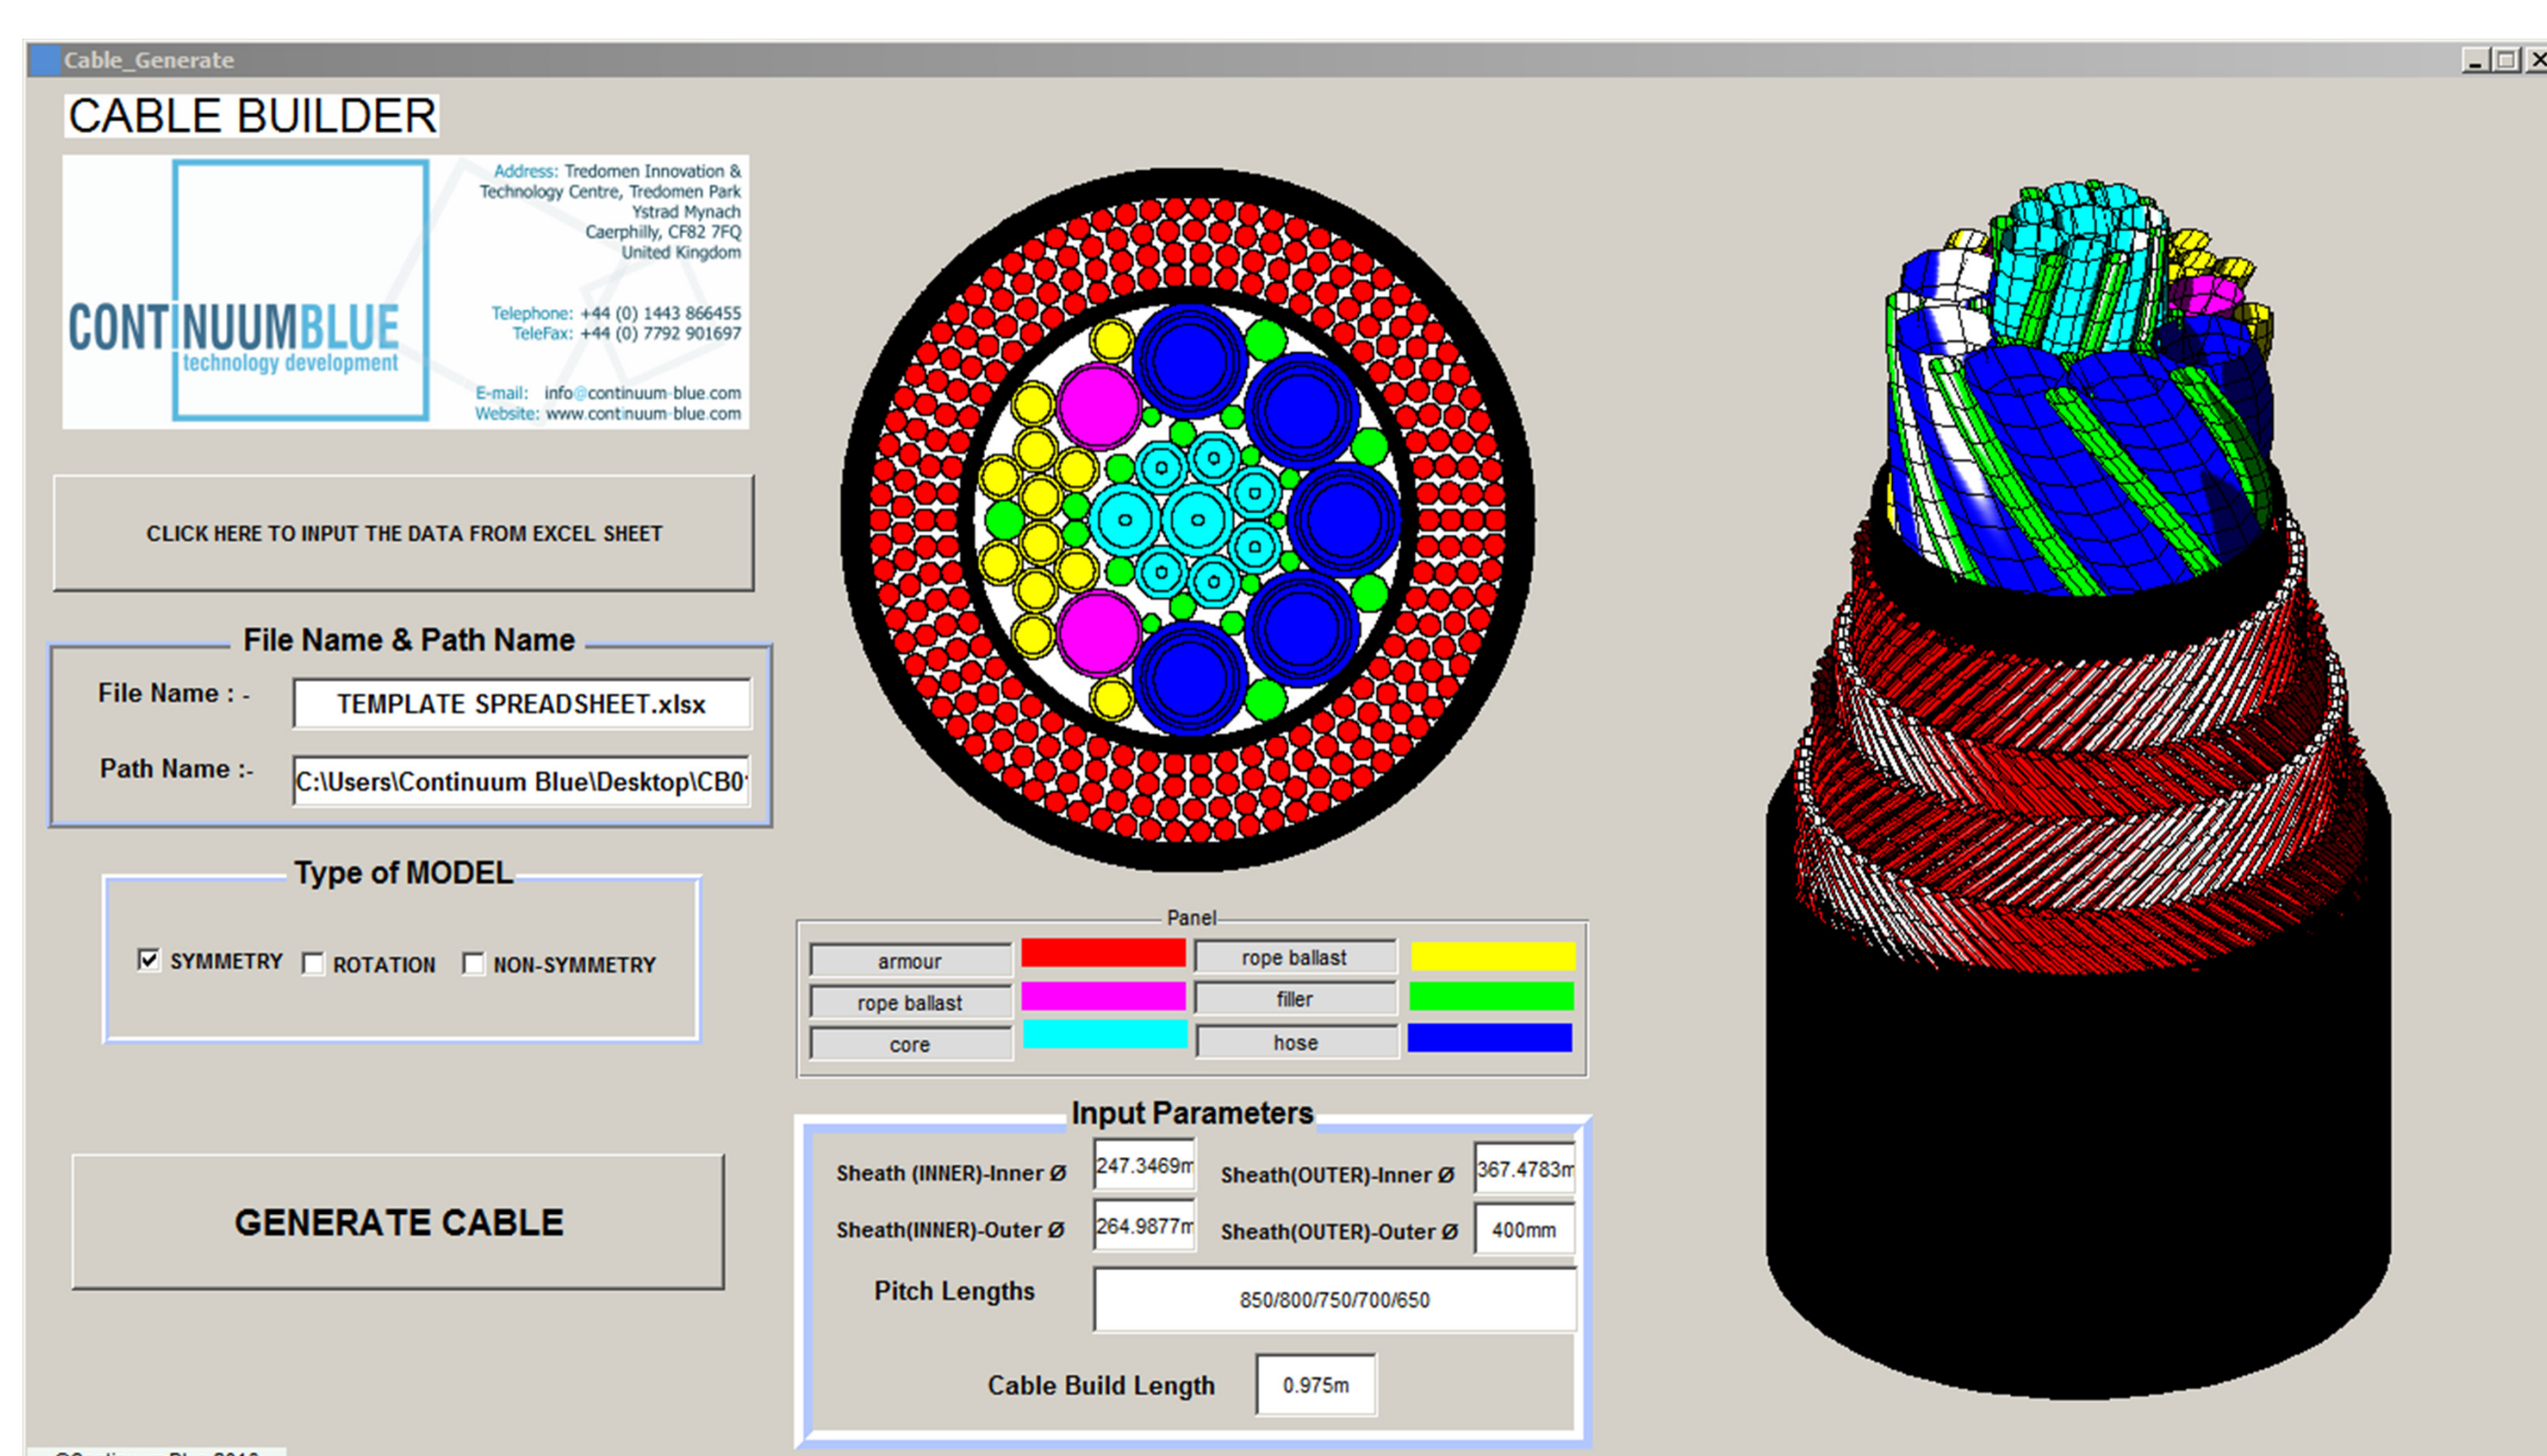 Cable_Generate
CABLE BUILDER
Address: Tredomen Innovation &
Technology Centre, Tredomen Park
Ystrad Mynach
Caerphilly, CF82 7FQ
United Kingdom
CONTINUUMBLUE
technology development
Telephone: +44 (0) 1443 866455
TeleFax: +44 (0) 7792 901697
E-mail: info@continuum-blue.com
Website: www.continuum-blue.com
CLICK HERE TO INPUT THE DATA FROM EXCEL SHEET
File Name & Path Name
File Name : - TEMPLATE SPREADSHEET.xlsx
Path Name :- C:\Users\Continuum Blue\Desktop\CB0
Type of MODEL
SYMMETRY ROTATION NON-SYMMETRY
GENERATE CABLE
Panel
armour rope ballast
rope ballast filler
core hose
Input Parameters
Sheath (INNER)-Inner Ø 247.3469m Sheath(OUTER)-Inner Ø 367.4783m
Sheath(INNER)-Outer Ø 264.9877m Sheath(OUTER)-Outer Ø 400mm
Pitch Lengths 850/800/750/700/650
Cable Build Length 0.975m